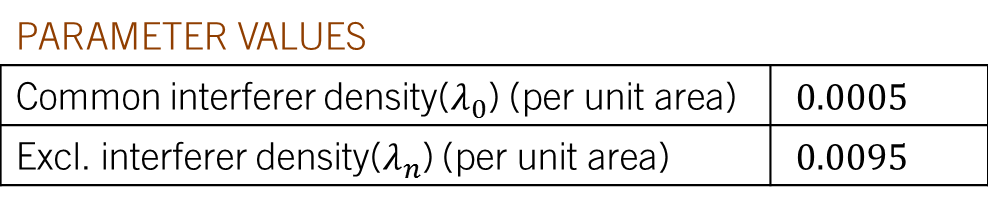 PARAMETER VALUES
Common interferer density(λ₀) (per unit area) 0.0005
Excl. interferer density(λₙ) (per unit area) 0.0095